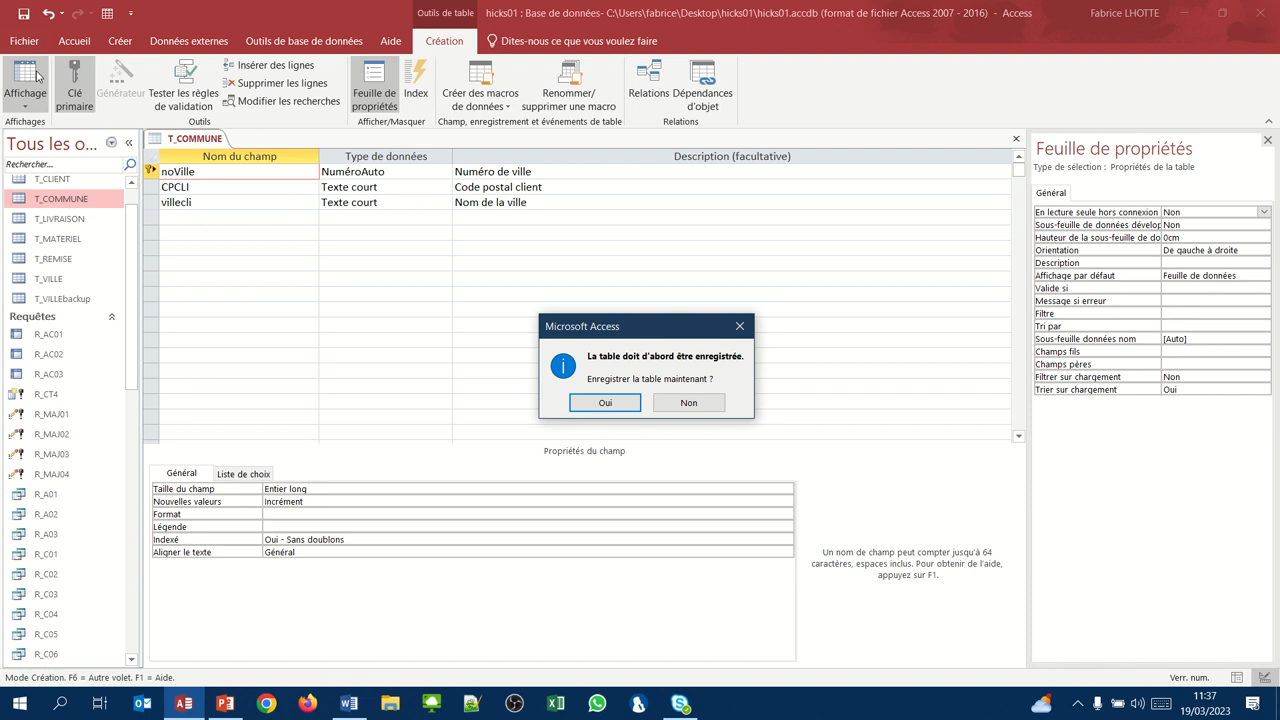 Outils de table
hicks01 : Base de données- C:\Users\fabrice\Desktop\hicks01\hicks01.accdb (format de fichier Access 2007 - 2016) - Access
Fabrice LHOTTE
Fichier Accueil Créer Données externes Outils de base de données Aide Création Dites-nous ce que vous voulez faire
Affichage
Clé primaire
Générateur
Tester les règles de validation
Insérer des lignes
Supprimer les lignes
Modifier les recherches
Feuille de propriétés
Index
Créer des macros de données
Renommer/ supprimer une macro
Relations
Dépendances d'objet
Affichages
Outils
Afficher/Masquer
Champ, enregistrement et événements de table
Relations
Tous les o...
Rechercher...
T_CLIENT
T_COMMUNE
T_LIVRAISON
T_MATERIEL
T_REMISE
T_VILLE
T_VILLEbackup
Requêtes
R_AC01
R_AC02
R_AC03
R_CT4
R_MAJ01
R_MAJ02
R_MAJ03
R_MAJ04
R_A01
R_A02
R_A03
R_C01
R_C02
R_C03
R_C04
R_C05
R_C06
T_COMMUNE
Nom du champ Type de données Description (facultative)
noVille NuméroAuto Numéro de ville
CPCLI Texte court Code postal client
villecli Texte court Nom de la ville
Microsoft Access
La table doit d'abord être enregistrée.
Enregistrer la table maintenant ?
Oui Non
Propriétés du champ
Général Liste de choix
Taille du champ Entier long
Nouvelles valeurs Incrément
Format
Légende
Indexé Oui - Sans doublons
Aligner le texte Général
Un nom de champ peut compter jusqu'à 64
caractères, espaces inclus. Pour obtenir de l'aide,
appuyez sur F1.
Feuille de propriétés
Type de sélection : Propriétés de la table
Général
En lecture seule hors connexion Non
Sous-feuille de données dévelop Non
Hauteur de la sous-feuille de do 0cm
Orientation De gauche à droite
Description
Affichage par défaut Feuille de données
Valide si
Message si erreur
Filtre
Tri par
Sous-feuille données nom [Auto]
Champs fils
Champs pères
Filtrer sur chargement Non
Trier sur chargement Oui
Mode Création. F6 = Autre volet. F1 = Aide.
Verr. num.
11:37
19/03/2023